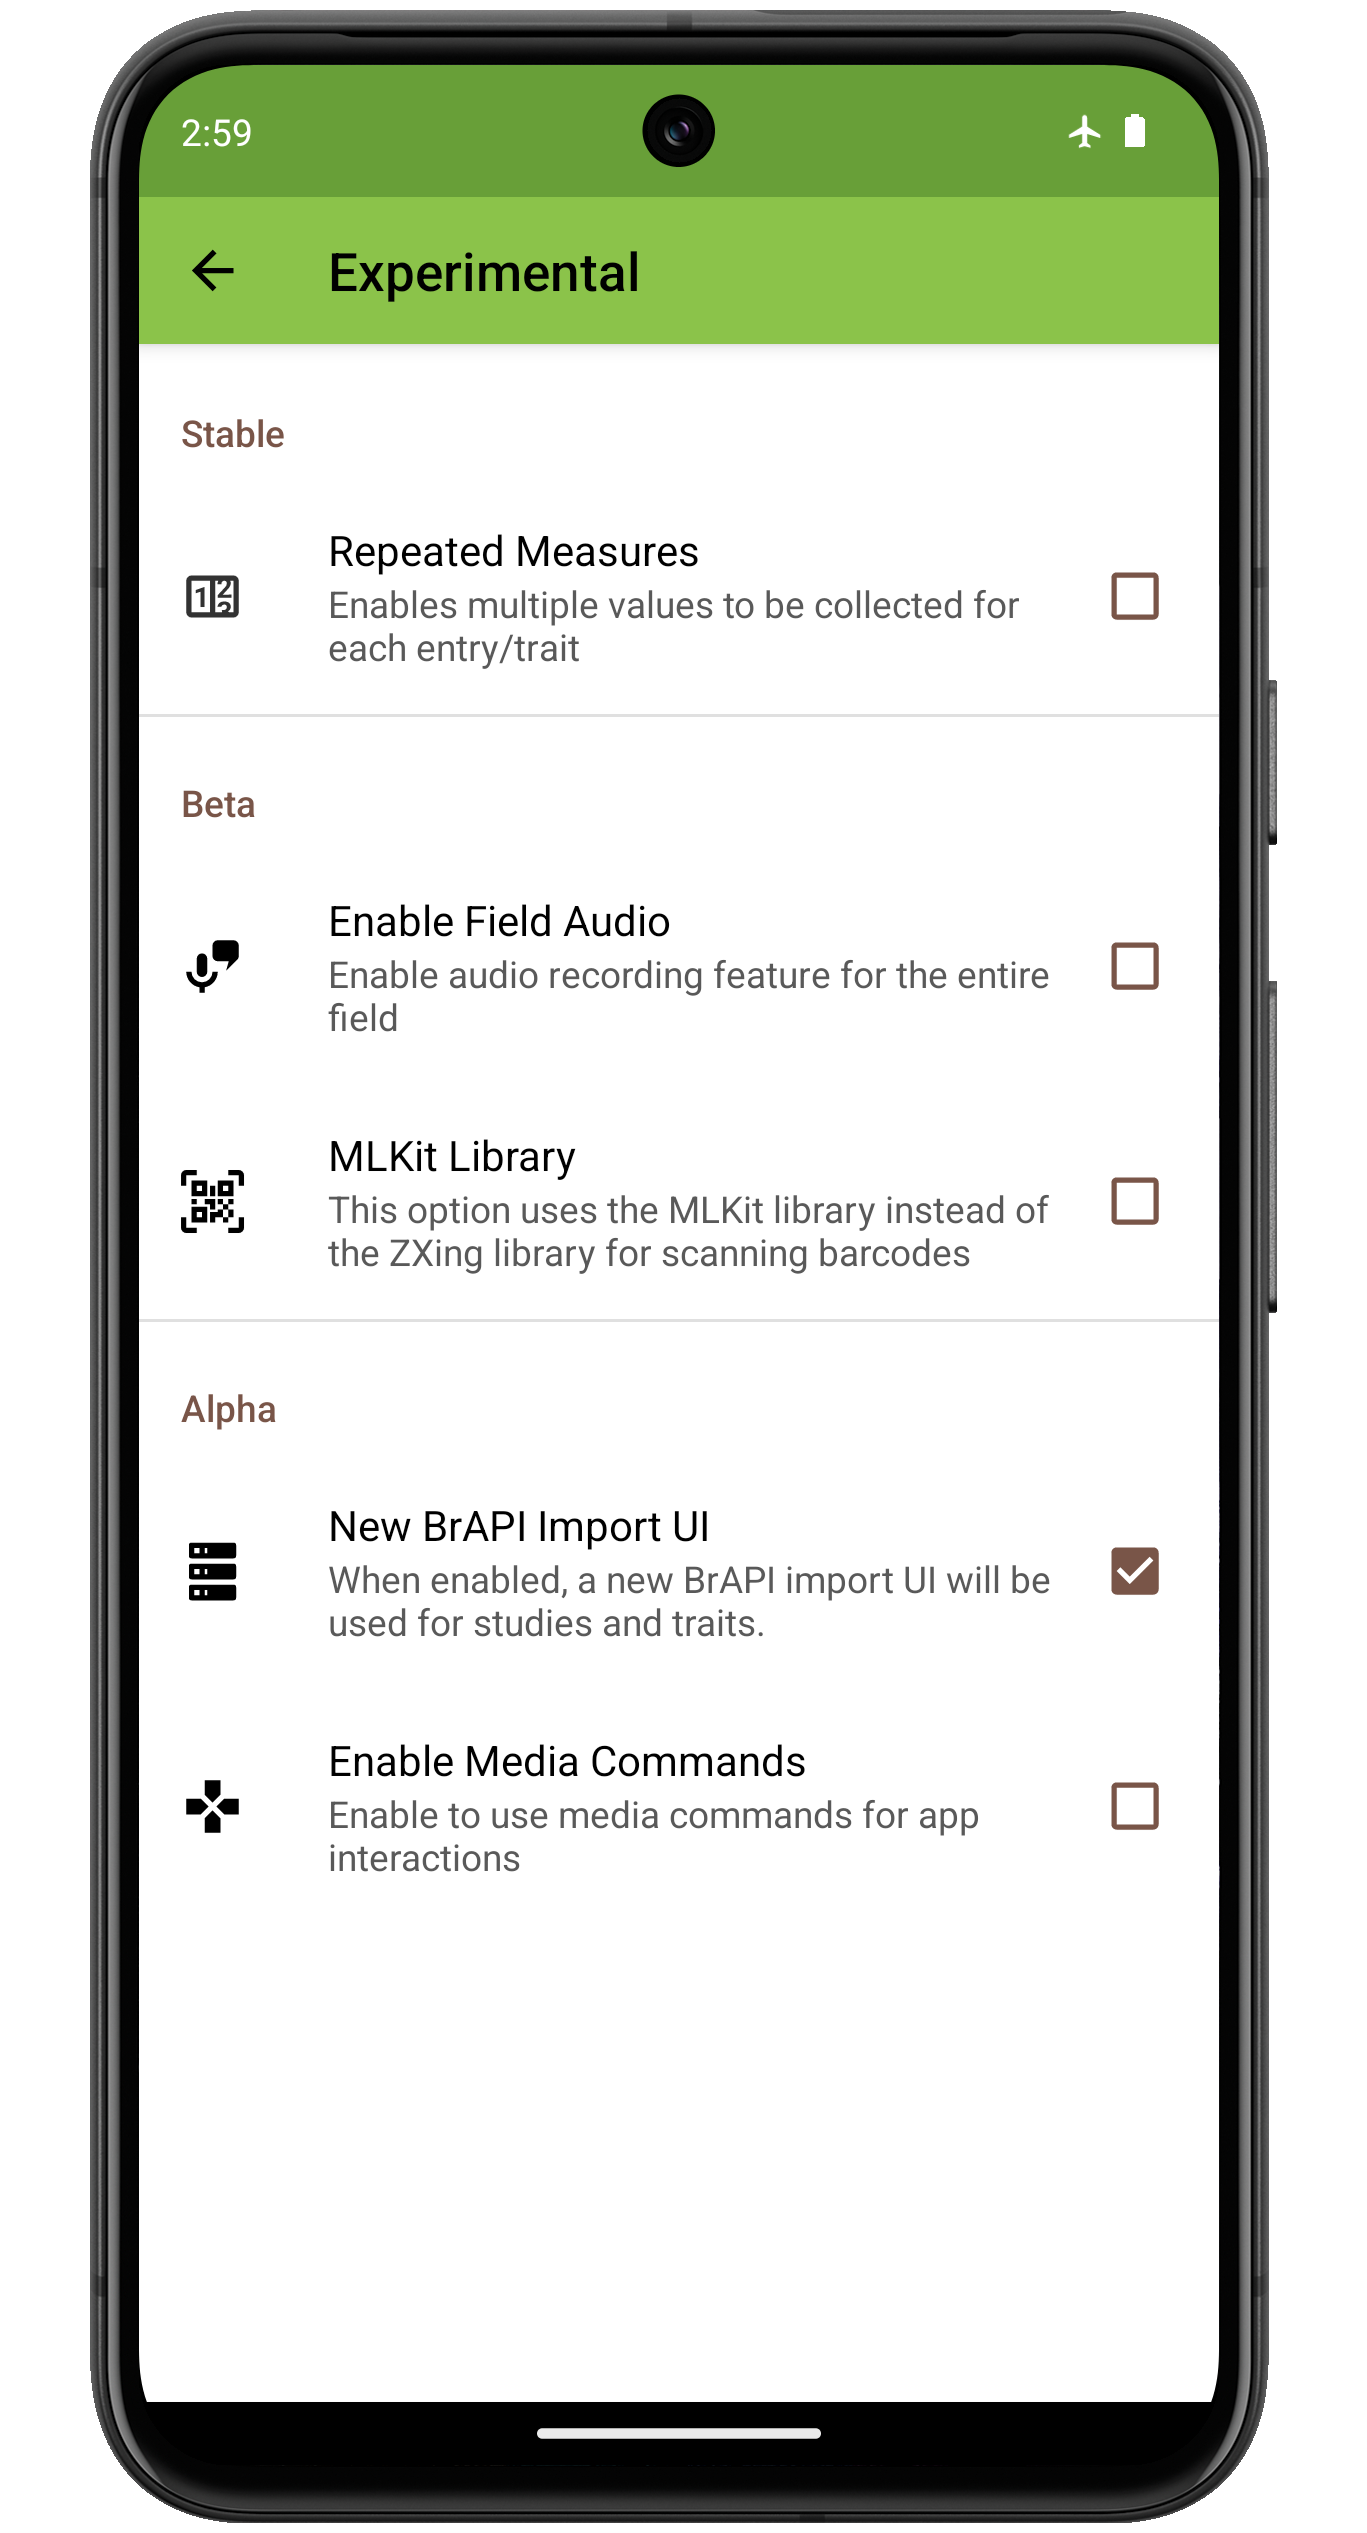 2:59
Experimental
Stable
Repeated Measures
Enables multiple values to be collected for
each entry/trait
Beta
Enable Field Audio
Enable audio recording feature for the entire
field
MLKit Library
This option uses the MLKit library instead of
the ZXing library for scanning barcodes
Alpha
New BrAPI Import UI
When enabled, a new BrAPI import UI will be
used for studies and traits.
Enable Media Commands
Enable to use media commands for app
interactions